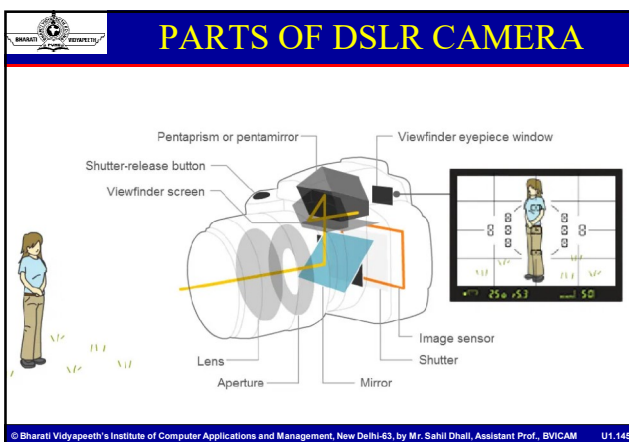 BHARATI VIDYAPEETH
PARTS OF DSLR CAMERA
Pentaprism or pentamirror
Viewfinder eyepiece window
Shutter-release button
Viewfinder screen
250 F5.3 50
Image sensor
Lens
Shutter
Aperture
Mirror
© Bharati Vidyapeeth's Institute of Computer Applications and Management, New Delhi-63, by Mr. Sahil Dhall, Assistant Prof., BVICAM U1.145